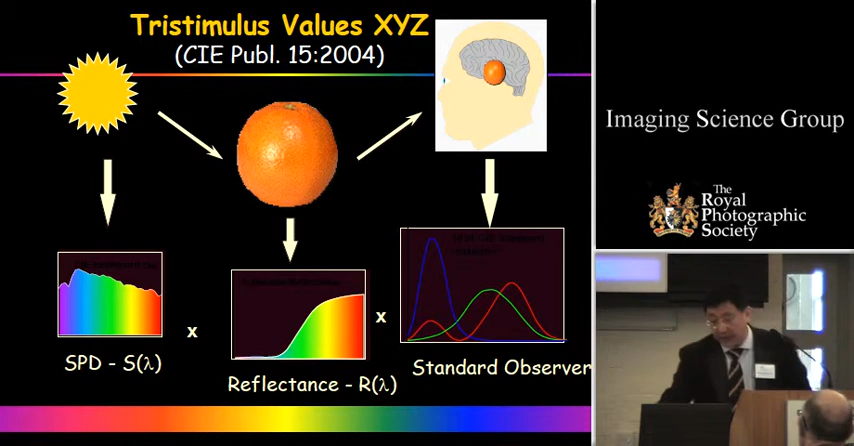 Tristimulus Values XYZ
(CIE Publ. 15:2004)
x
x
SPD - S(λ)
Reflectance - R(λ)
Standard Observer
Imaging Science Group
The
Royal
Photographic
Society